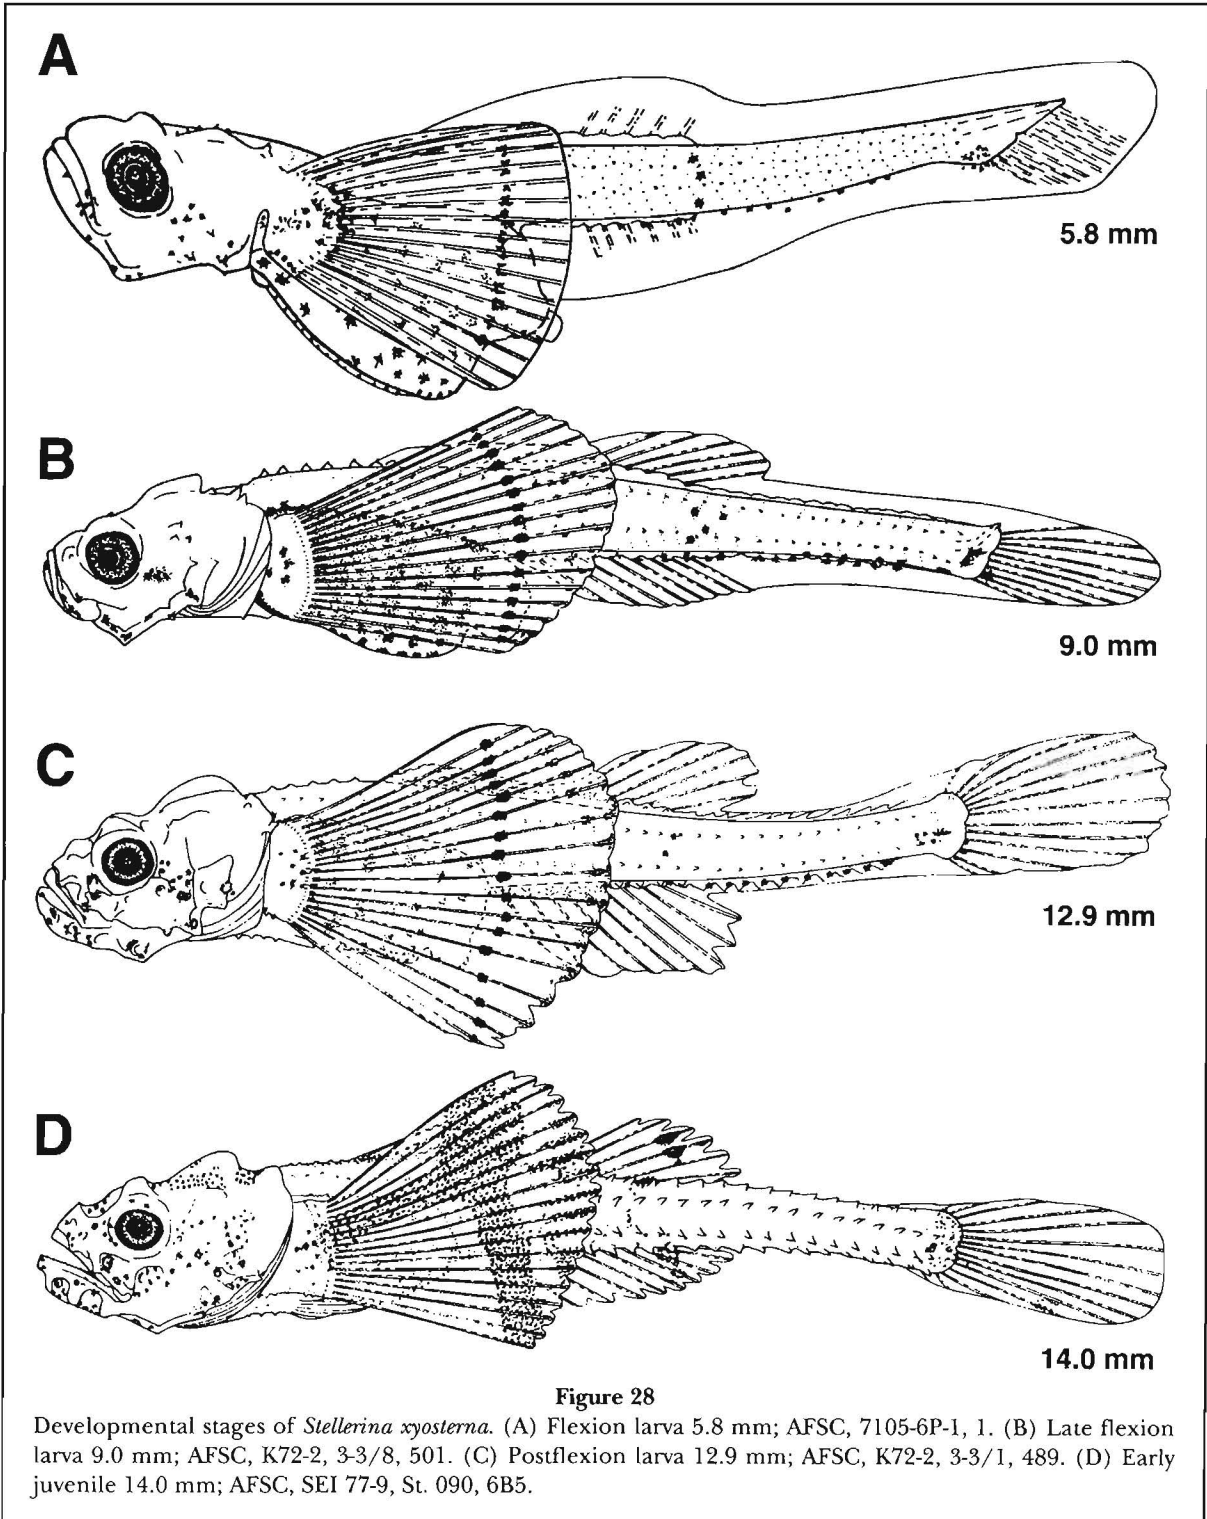 A
5.8 mm
B
9.0 mm
C
12.9 mm
D
14.0 mm
Figure 28
Developmental stages of Stellerina xyosterna. (A) Flexion larva 5.8 mm; AFSC, 7105-6P-1, 1. (B) Late flexion
larva 9.0 mm; AFSC, K72-2, 3-3/8, 501. (C) Postflexion larva 12.9 mm; AFSC, K72-2, 3-3/1, 489. (D) Early
juvenile 14.0 mm; AFSC, SEI 77-9, St. 090, 6B5.